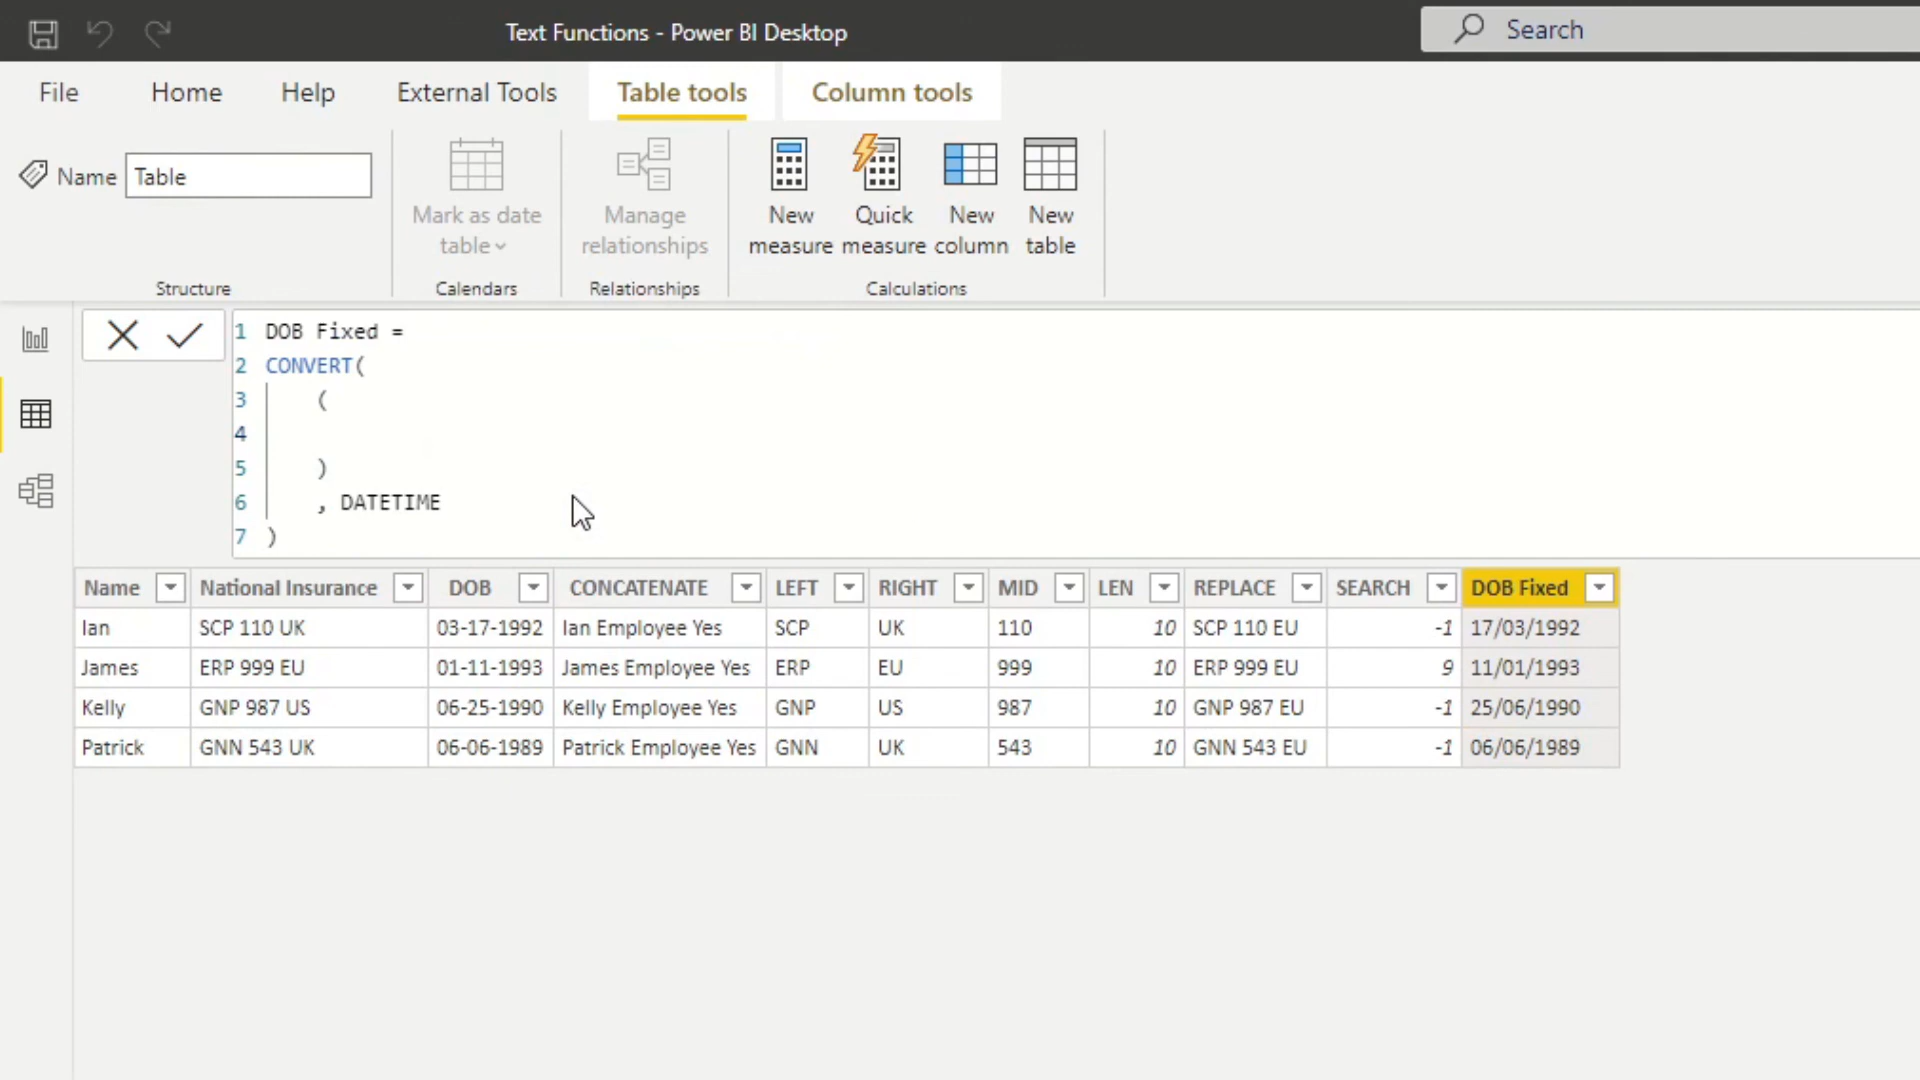 Text Functions - Power BI Desktop
Search
File Home Help External Tools Table tools Column tools
Name Table
Mark as date table
Manage relationships
New measure
Quick measure
New column
New table
Structure Calendars Relationships Calculations
1 DOB Fixed =
2 CONVERT(
3 (
4
5 )
6 , DATETIME
7 )
Name National Insurance DOB CONCATENATE LEFT RIGHT MID LEN REPLACE SEARCH DOB Fixed
Ian SCP 110 UK 03-17-1992 Ian Employee Yes SCP UK 110 10 SCP 110 EU -1 17/03/1992
James ERP 999 EU 01-11-1993 James Employee Yes ERP EU 999 10 ERP 999 EU 9 11/01/1993
Kelly GNP 987 US 06-25-1990 Kelly Employee Yes GNP US 987 10 GNP 987 EU -1 25/06/1990
Patrick GNN 543 UK 06-06-1989 Patrick Employee Yes GNN UK 543 10 GNN 543 EU -1 06/06/1989